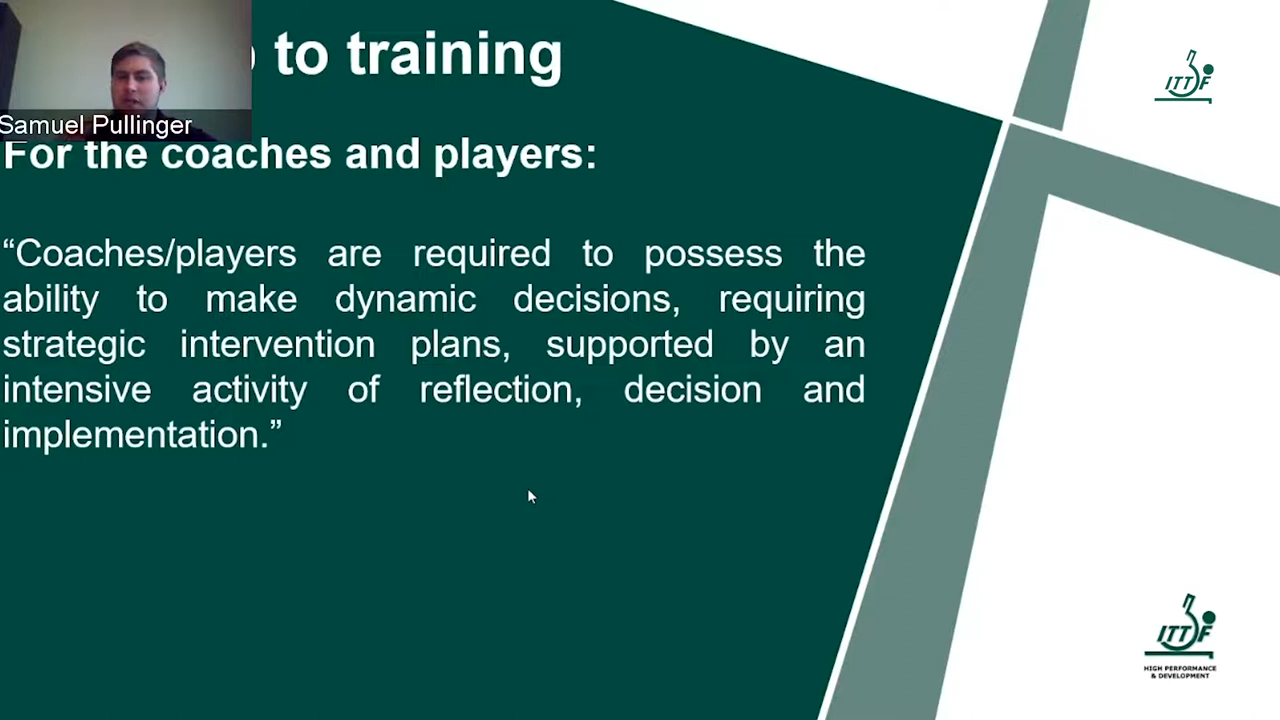 to training
Samuel Pullinger
For the coaches and players:
“Coaches/players are required to possess the
ability to make dynamic decisions, requiring
strategic intervention plans, supported by an
intensive activity of reflection, decision and
implementation.”
ITTF
ITTF
HIGH PERFORMANCE
& DEVELOPMENT